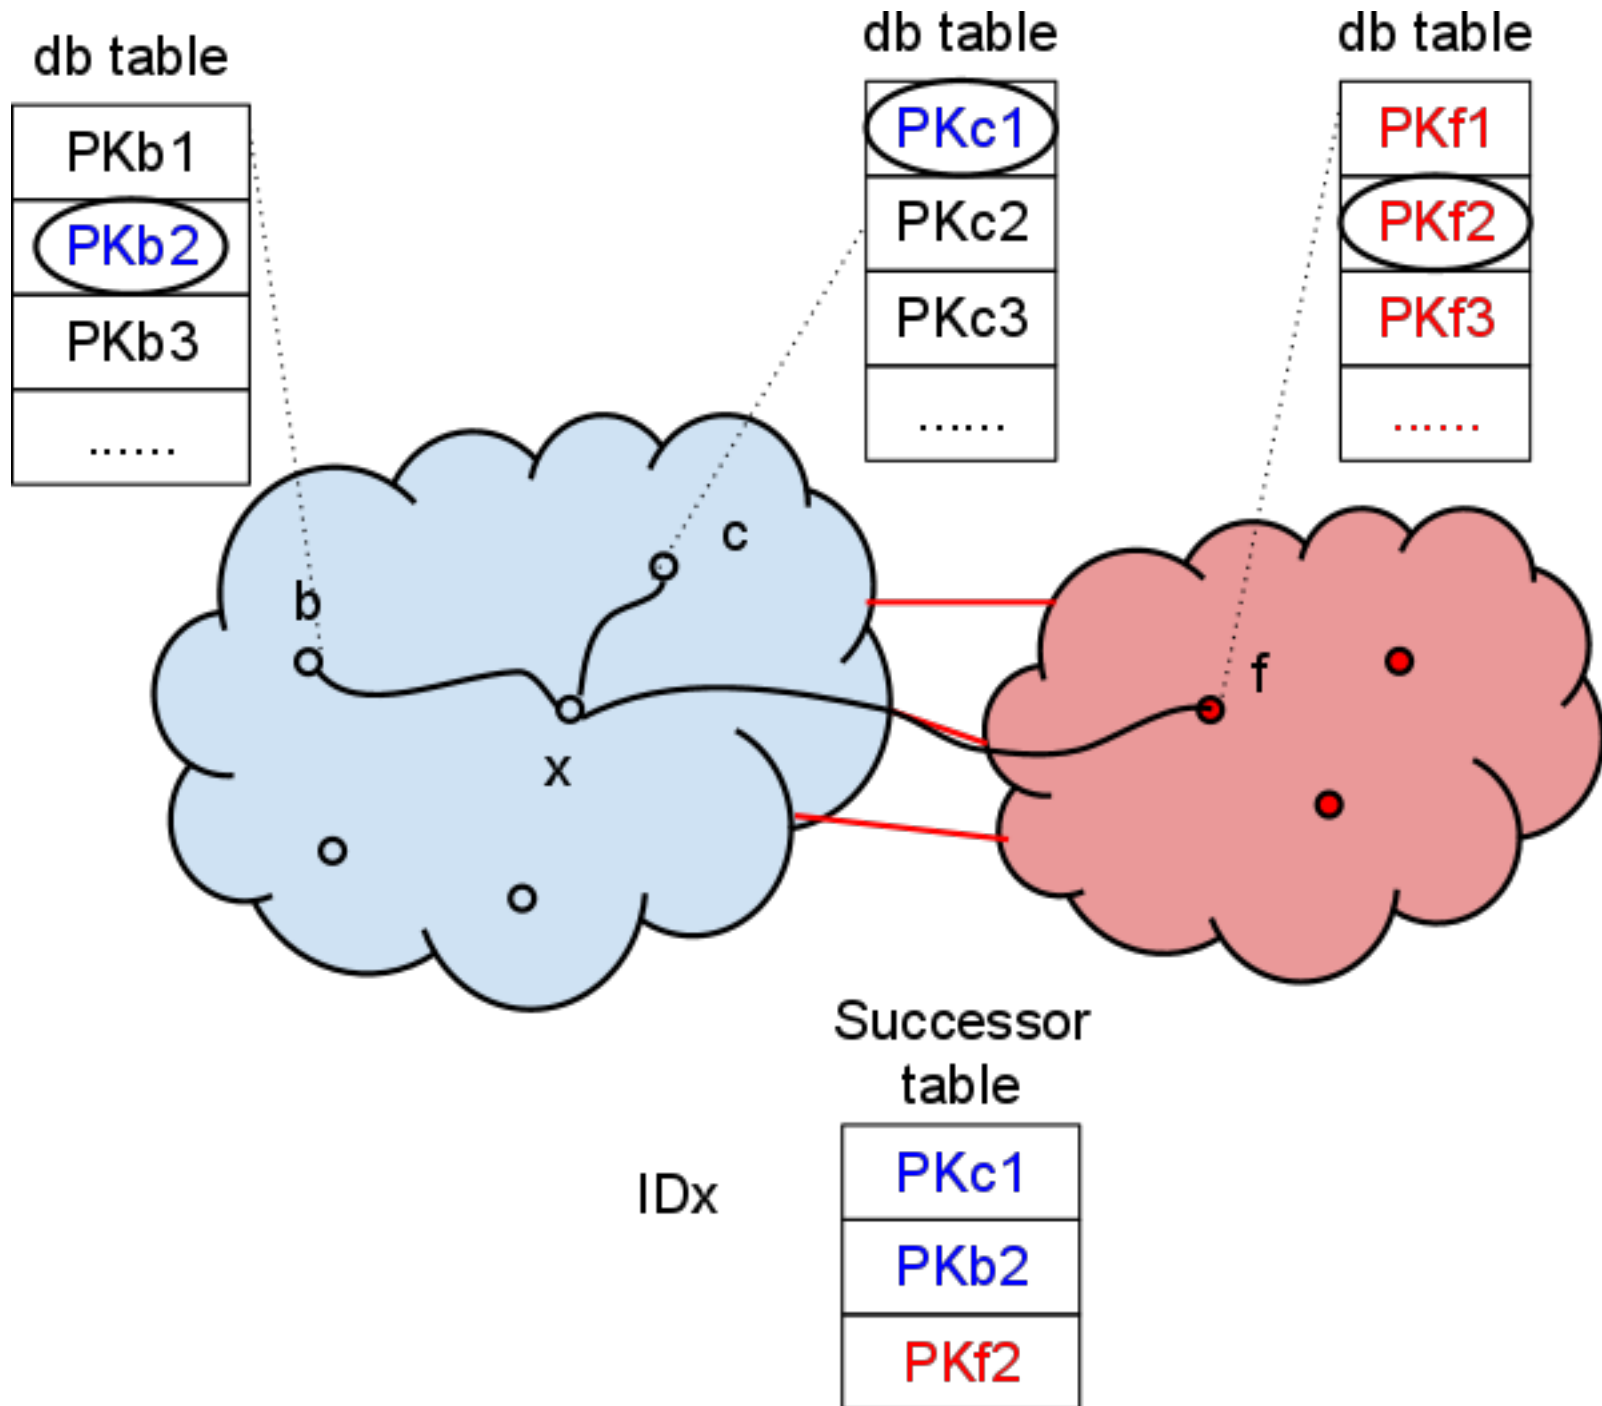 db table
PKb1
PKb2
PKb3
......
db table
PKc1
PKc2
PKc3
......
db table
PKf1
PKf2
PKf3
......
b
c
x
f
Successor
table
IDx
PKc1
PKb2
PKf2